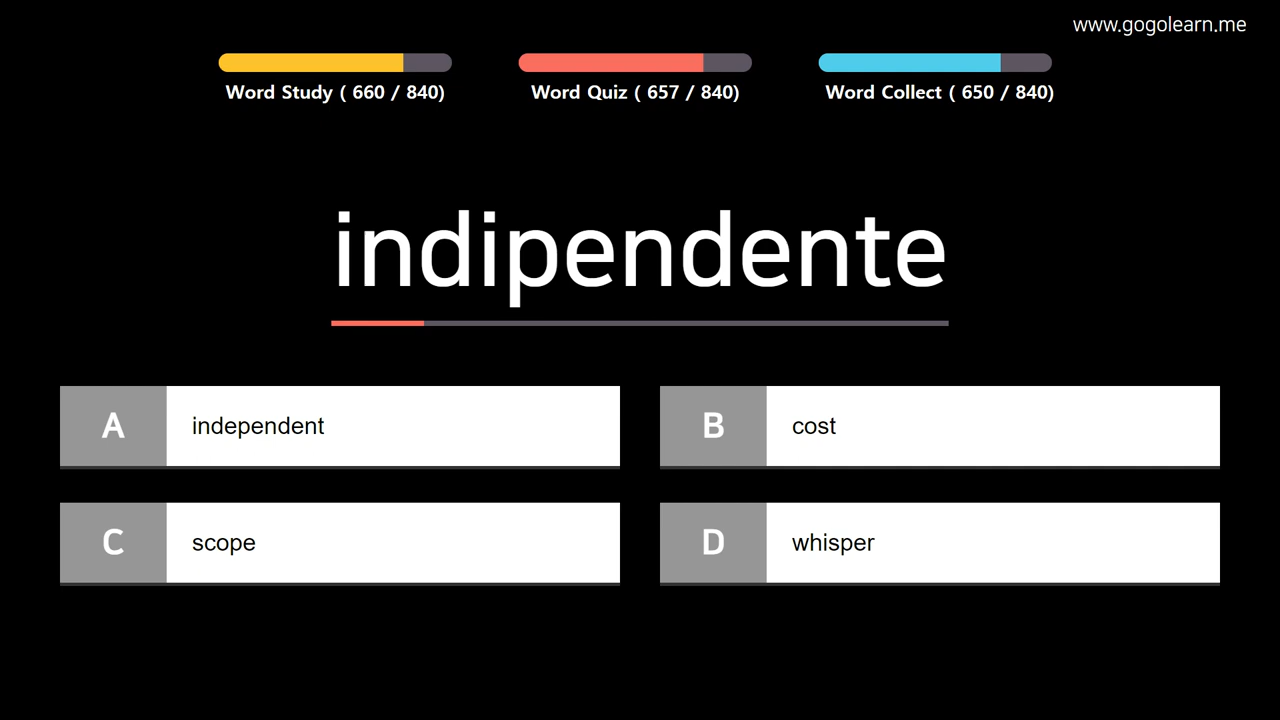 www.gogolearn.me
Word Study ( 660 / 840)
Word Quiz ( 657 / 840)
Word Collect ( 650 / 840)
indipendente
A independent
B cost
C scope
D whisper